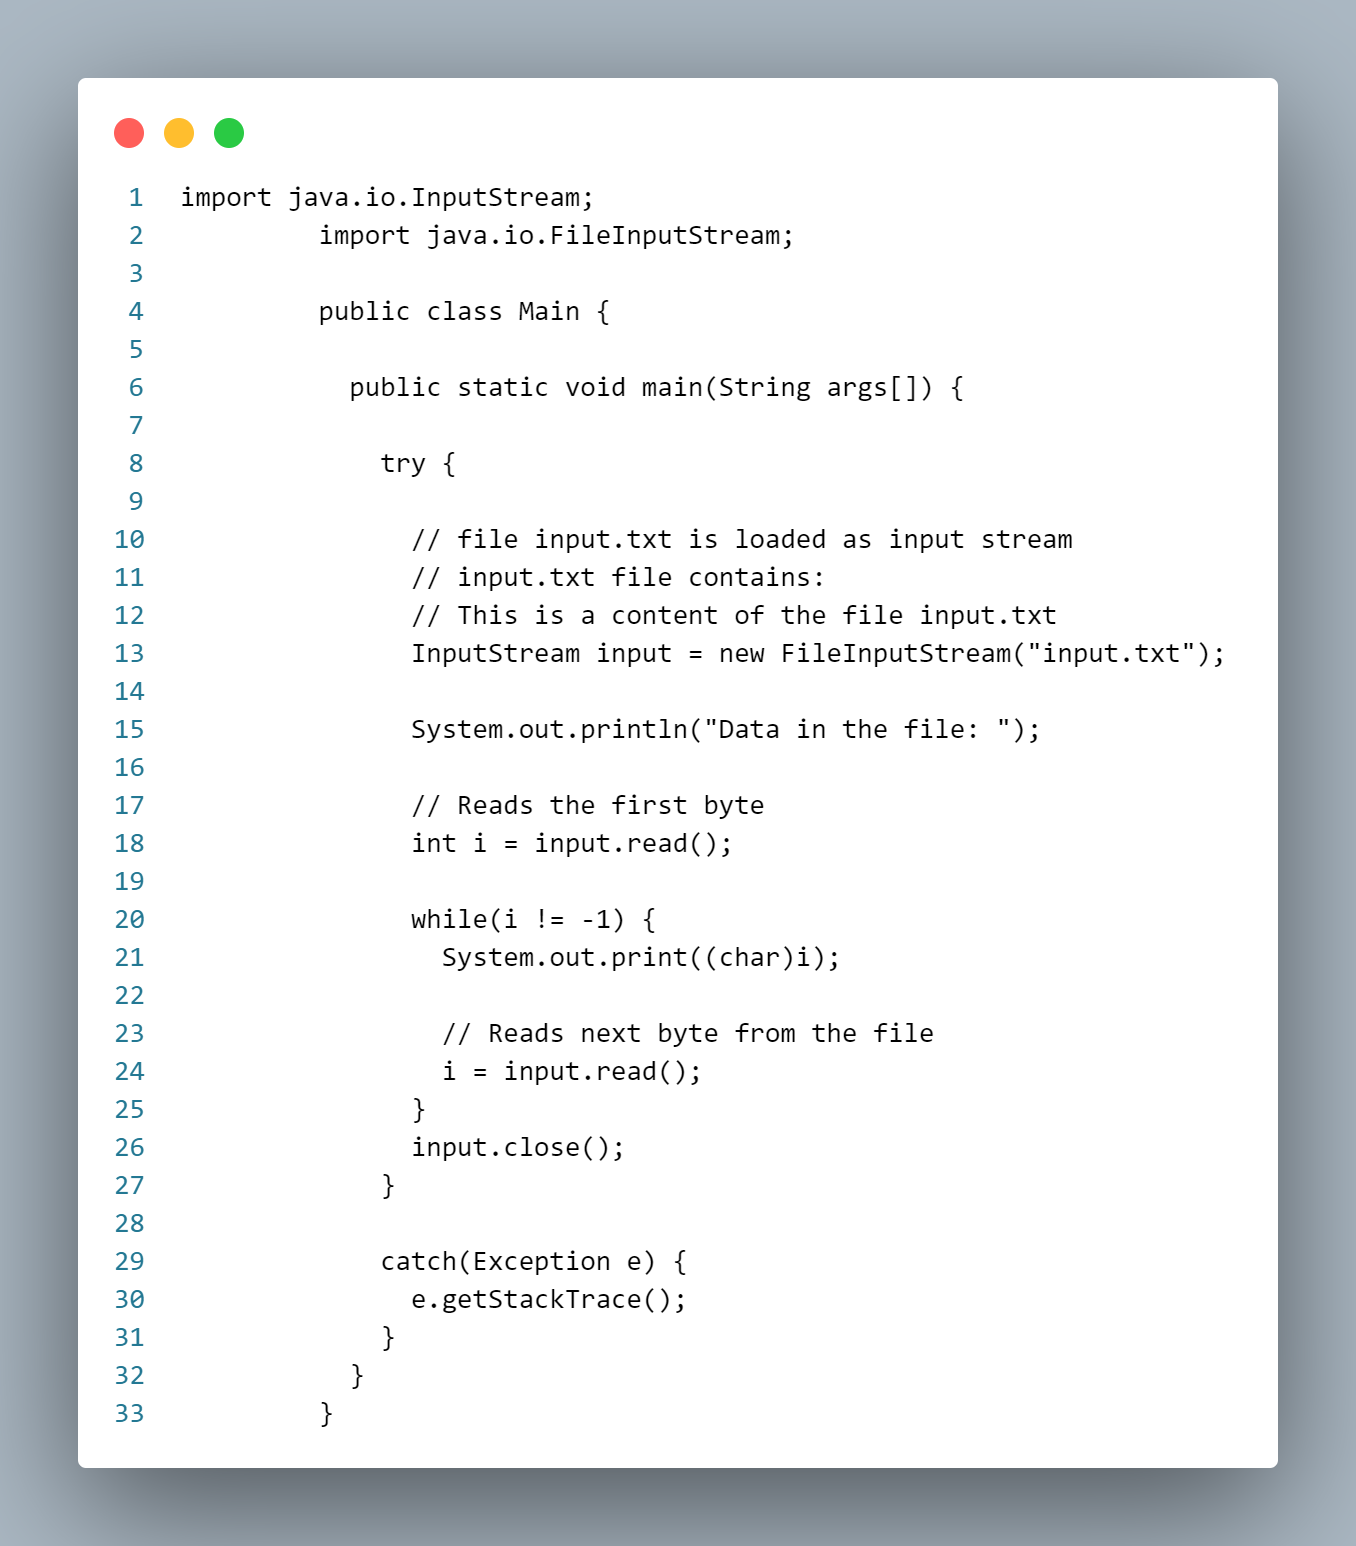 1 import java.io.InputStream;
2 import java.io.FileInputStream;
3
4 public class Main {
5
6 public static void main(String args[]) {
7
8 try {
9
10 // file input.txt is loaded as input stream
11 // input.txt file contains:
12 // This is a content of the file input.txt
13 InputStream input = new FileInputStream("input.txt");
14
15 System.out.println("Data in the file: ");
16
17 // Reads the first byte
18 int i = input.read();
19
20 while(i != -1) {
21 System.out.print((char)i);
22
23 // Reads next byte from the file
24 i = input.read();
25 }
26 input.close();
27 }
28
29 catch(Exception e) {
30 e.getStackTrace();
31 }
32 }
33 }